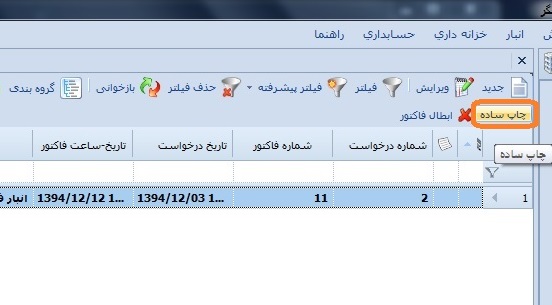 انبار خزانه داري حسابداري راهنما
جدید ویرایش فیلتر فیلتر پیشرفته حذف فیلتر بازخوانی گروه بندی
چاپ ساده ابطال فاکتور
شماره درخواست شماره فاکتور تاریخ درخواست تاریخ-ساعت فاکتور
چاپ ساده
1 2 11 1394/12/03 1... 1394/12/12 1... انبار